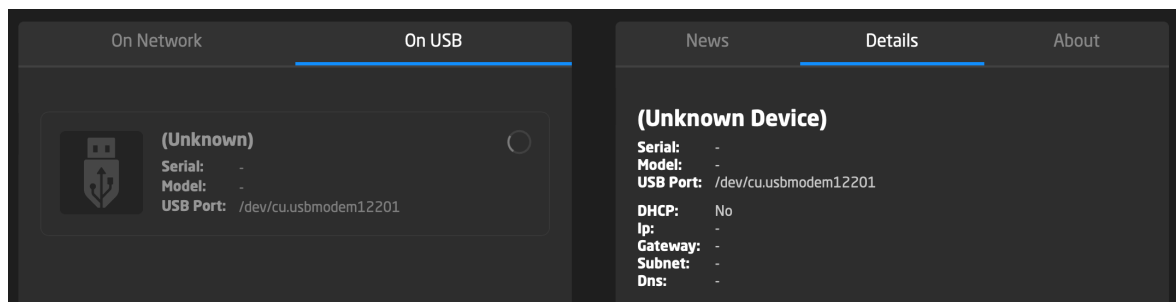 On Network On USB
(Unknown)
Serial: -
Model: -
USB Port: /dev/cu.usbmodem12201
News Details About
(Unknown Device)
Serial: -
Model: -
USB Port: /dev/cu.usbmodem12201
DHCP: No
Ip: -
Gateway: -
Subnet: -
Dns: -